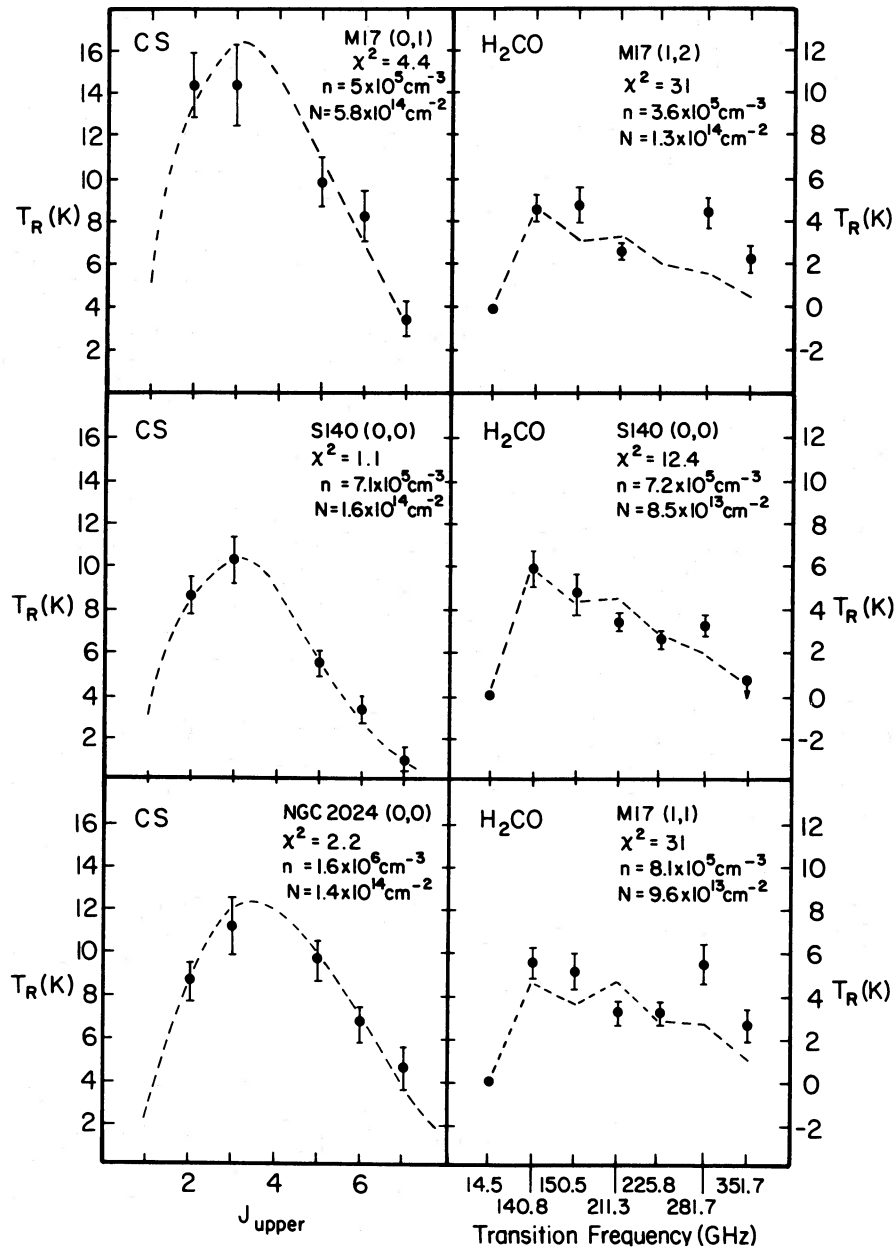 CS
M17 (0,1)
χ² = 4.4
n = 5x10⁵cm⁻³
N = 5.8x10¹⁴cm⁻²
16
14
12
10
8
6
4
2
T_R (K)
H₂CO
M17 (1,2)
χ² = 31
n = 3.6x10⁵cm⁻³
N = 1.3x10¹⁴cm⁻²
12
10
8
6
4
2
0
-2
T_R (K)
CS
S140 (0,0)
χ² = 1.1
n = 7.1x10⁵cm⁻³
N = 1.6x10¹⁴cm⁻²
16
14
12
10
8
6
4
2
T_R (K)
H₂CO
S140 (0,0)
χ² = 12.4
n = 7.2x10⁵cm⁻³
N = 8.5x10¹³cm⁻²
12
10
8
6
4
2
0
-2
T_R (K)
CS
NGC 2024 (0,0)
χ² = 2.2
n = 1.6x10⁶cm⁻³
N = 1.4x10¹⁴cm⁻²
16
14
12
10
8
6
4
2
T_R (K)
H₂CO
M17 (1,1)
χ² = 31
n = 8.1x10⁵cm⁻³
N = 9.6x10¹³cm⁻²
12
10
8
6
4
2
0
-2
T_R (K)
2 4 6
J_upper
14.5 150.5 225.8 351.7
140.8 211.3 281.7
Transition Frequency (GHz)